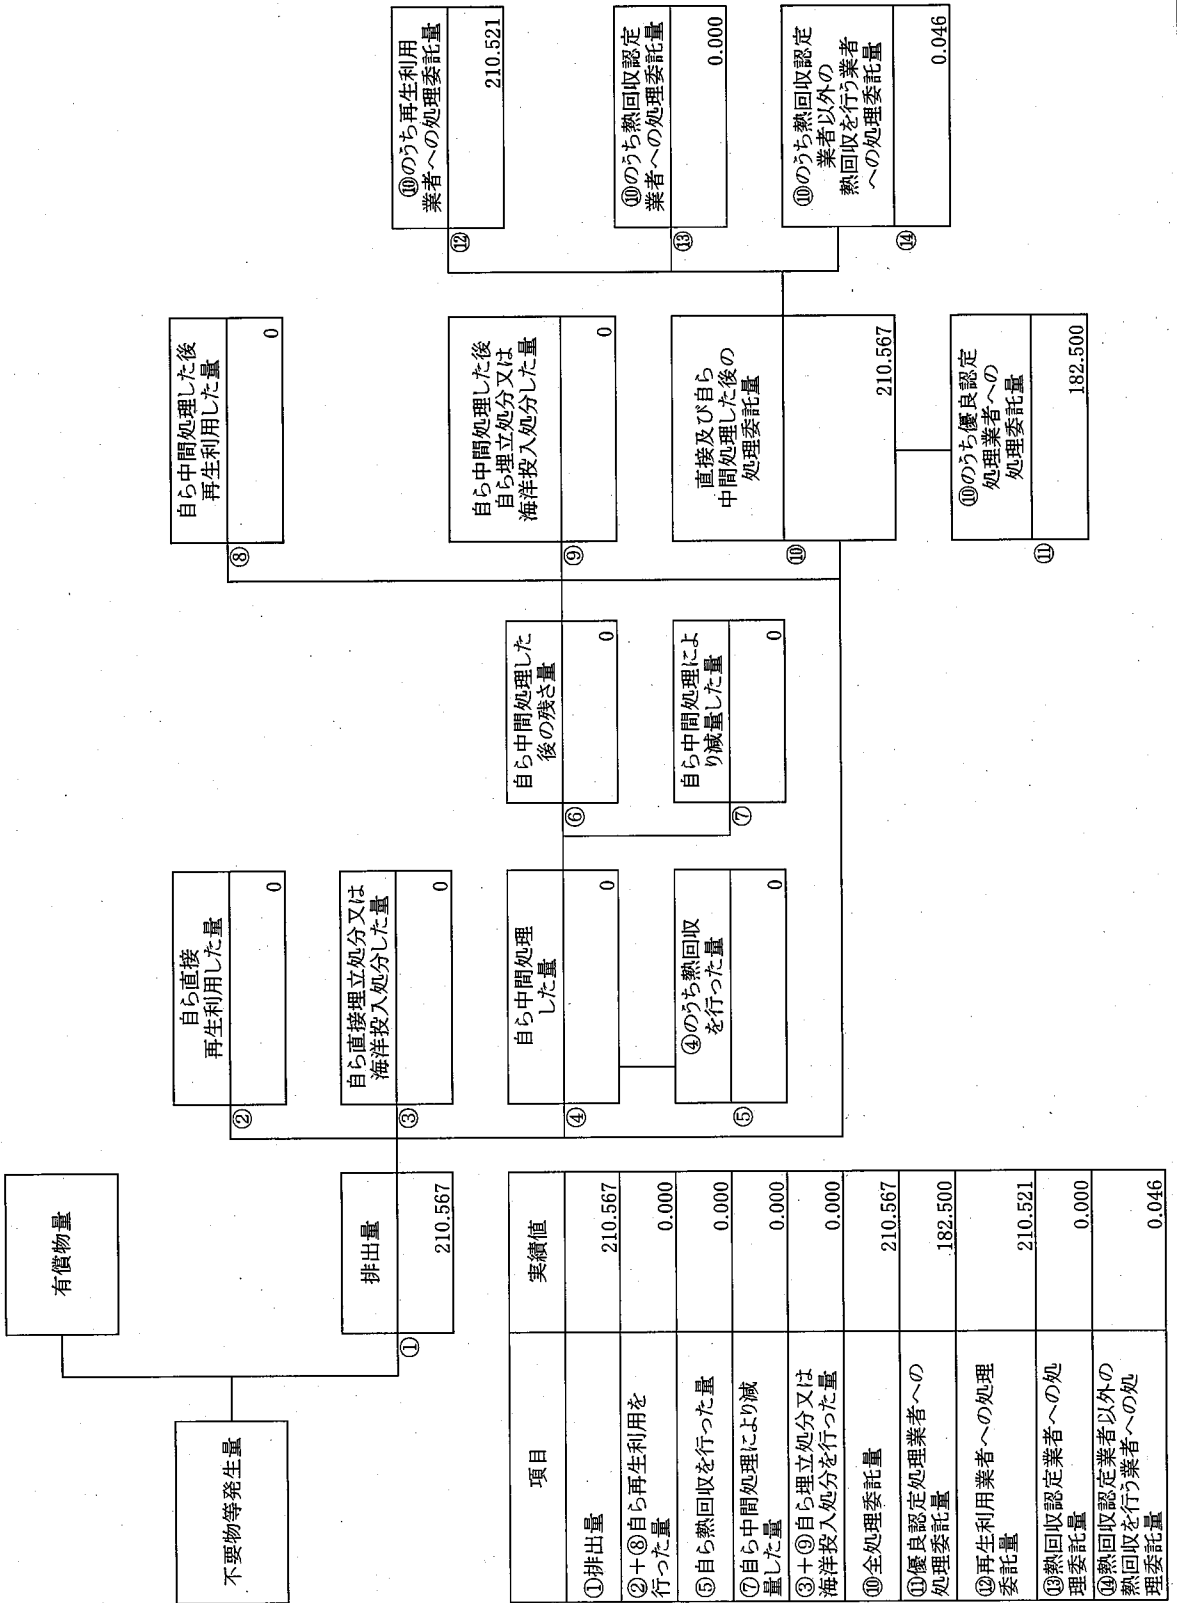 不要物等発生量
有償物量
排出量
①
210.567
自ら直接
再生利用した量
②
0
自ら直接埋立処分又は
海洋投入処分した量
③
0
自ら中間処理
した量
④
0
④のうち熱回収
を行った量
⑤
0
自ら中間処理した
後の残さ量
⑥
0
自ら中間処理によ
り減量した量
⑦
0
自ら中間処理した後
再生利用した量
⑧
0
自ら中間処理した後
自ら埋立処分又は
海洋投入処分した量
⑨
0
直接及び自ら
中間処理した後の
処理委託量
⑩
210.567
⑩のうち優良認定
処理業者への
処理委託量
⑪
182.500
⑩のうち再生利用
業者への処理委託量
⑫
210.521
⑩のうち熱回収認定
業者への処理委託量
⑬
0.000
⑩のうち熱回収認定
業者以外の
熱回収を行う業者
への処理委託量
⑭
0.046
項目 実績値
①排出量 210.567
②+⑧自ら再生利用を
行った量 0.000
⑤自ら熱回収を行った量 0.000
⑦自ら中間処理により減
量した量 0.000
③+⑨自ら埋立処分又は
海洋投入処分を行った量 0.000
⑩全処理委託量 210.567
⑪優良認定処理業者への
処理委託量 182.500
⑫再生利用業者への処理
委託量 210.521
⑬熱回収認定業者への処
理委託量 0.000
⑭熱回収認定業者以外の
熱回収を行う業者への処
理委託量 0.046